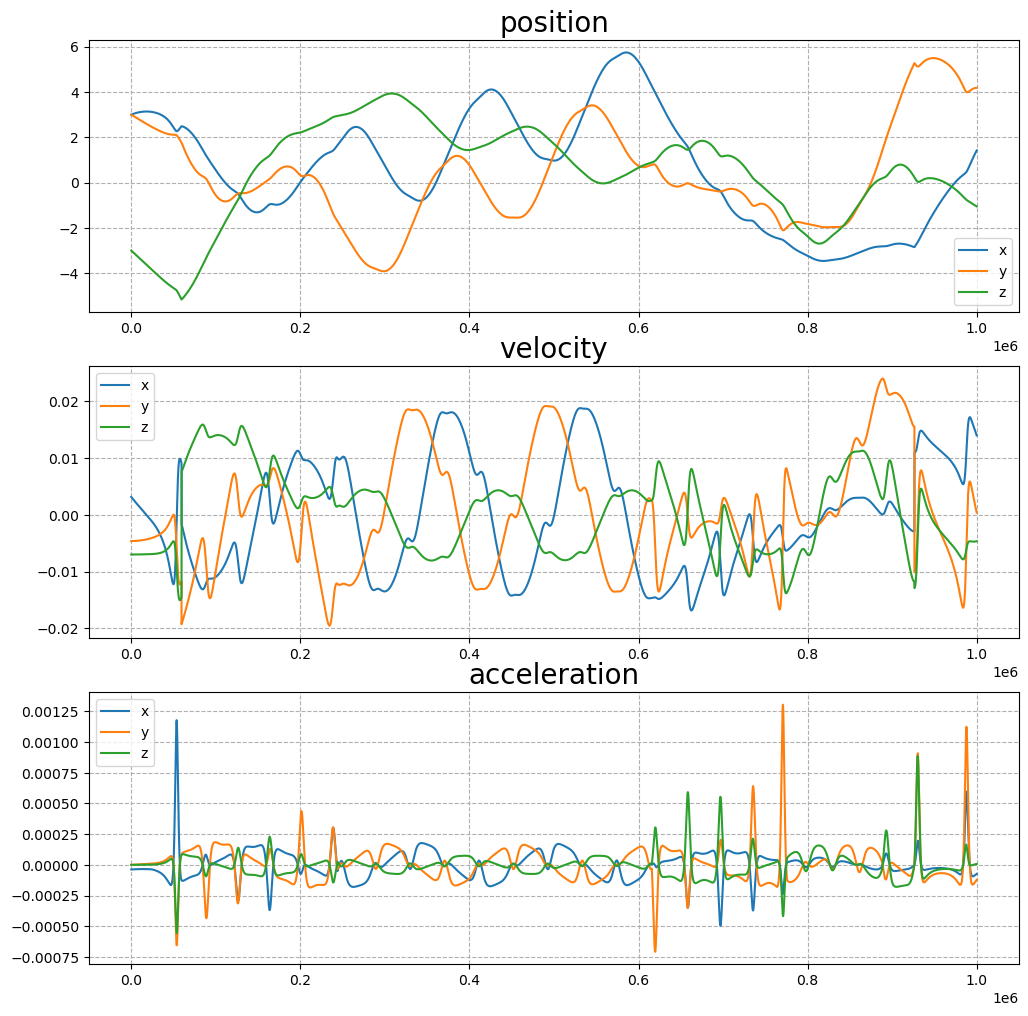 position
6
4
2
0
−2
−4
x
y
z
0.0 0.2 0.4 0.6 0.8 1.0
1e6
velocity
x
y
z
0.02
0.01
0.00
−0.01
−0.02
0.0 0.2 0.4 0.6 0.8 1.0
1e6
acceleration
x
y
z
0.00125
0.00100
0.00075
0.00050
0.00025
0.00000
−0.00025
−0.00050
−0.00075
0.0 0.2 0.4 0.6 0.8 1.0
1e6